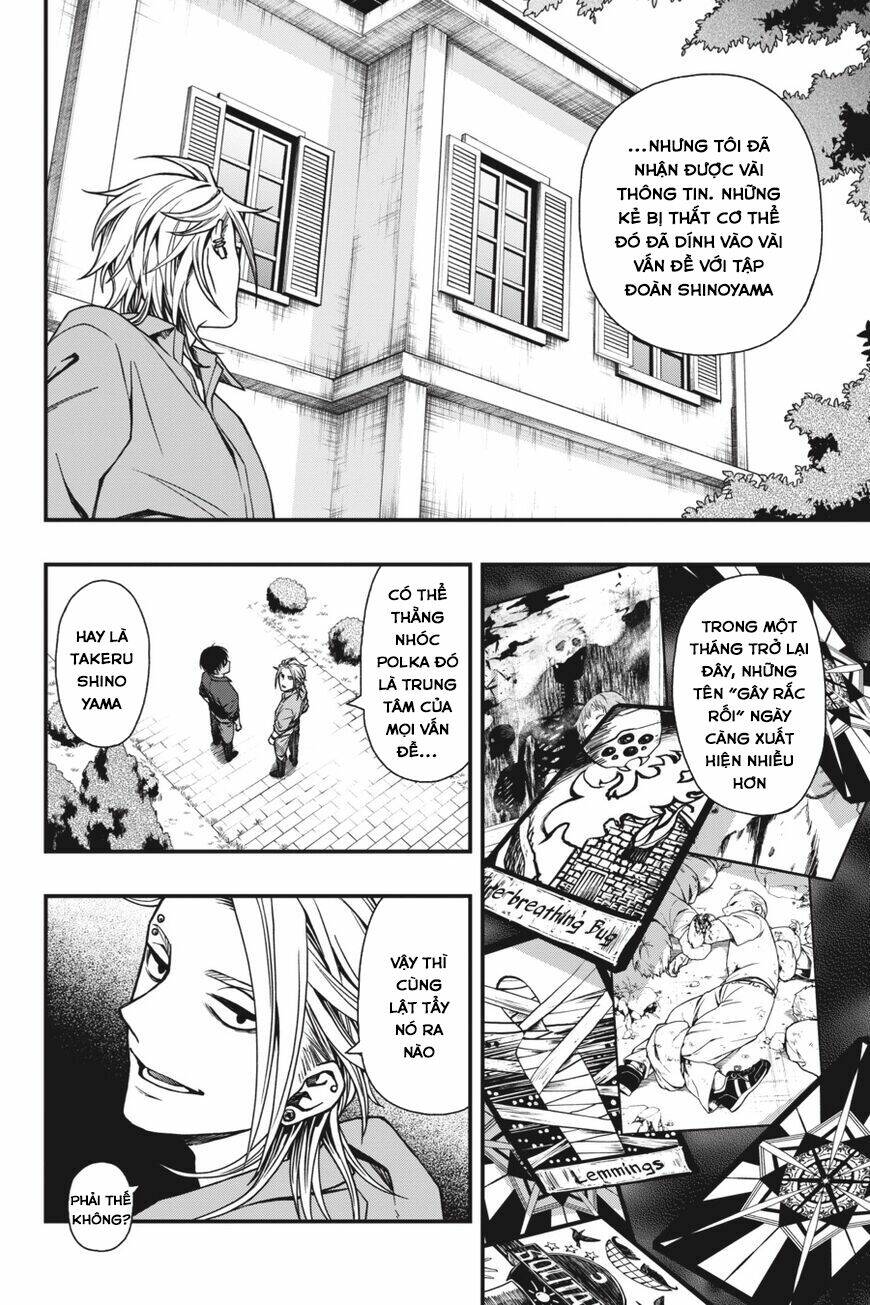 ...NHƯNG TÔI ĐÃ
NHẬN ĐƯỢC VÀI
THÔNG TIN. NHỮNG
KẺ BỊ THẮT CƠ THỂ
ĐÓ ĐÃ DÍNH VÀO VÀI
VẤN ĐỀ VỚI TẬP
ĐOÀN SHINOYAMA
TRONG MỘT
THÁNG TRỞ LẠI
ĐÂY, NHỮNG
TÊN "GÂY RẮC
RỐI" NGÀY
CÀNG XUẤT
HIỆN NHIỀU
HƠN
breathing Bug
Lemmings
CÓ THỂ
THẰNG
NHÓC
POLKA ĐÓ
LÀ TRUNG
TÂM CỦA
MỌI VẤN
ĐỀ...
HAY LÀ
TAKERU
SHINO
YAMA
VẬY THÌ
CÙNG
LẬT TẨY
NÓ RA
NÀO
PHẢI THẾ
KHÔNG?